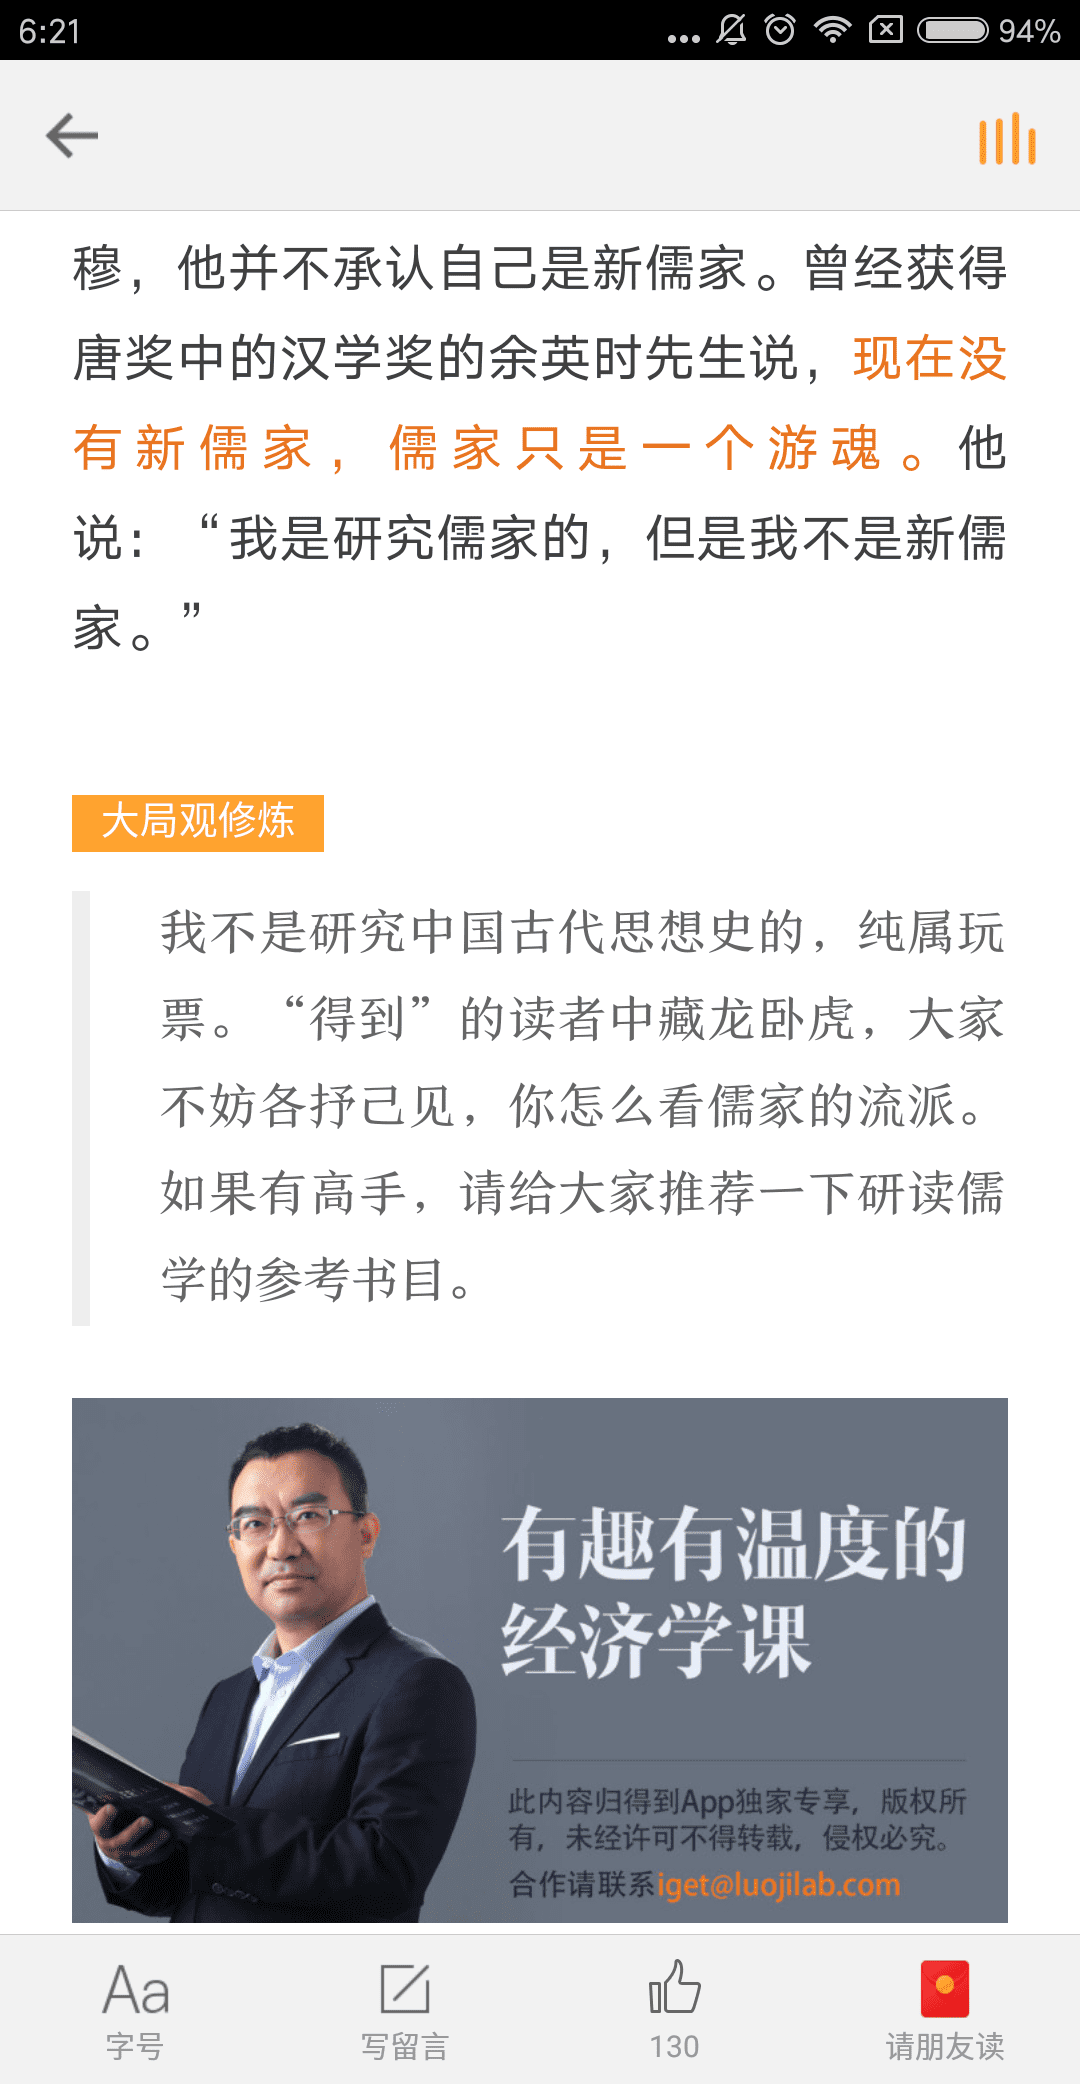 6:21
94%
穆，他并不承认自己是新儒家。曾经获得
唐奖中的汉学奖的余英时先生说，现在没
有新儒家，儒家只是一个游魂。他
说：“我是研究儒家的，但是我不是新儒
家。”
大局观修炼
我不是研究中国古代思想史的，纯属玩
票。“得到”的读者中藏龙卧虎，大家
不妨各抒己见，你怎么看儒家的流派。
如果有高手，请给大家推荐一下研读儒
学的参考书目。
有趣有温度的
经济学课
此内容归得到App独家专享，版权所
有，未经许可不得转载，侵权必究。
合作请联系iget@luojilab.com
Aa
字号
写留言
130
请朋友读